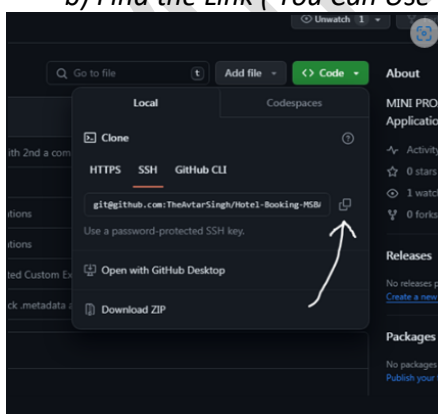 b) Find the Link ( You Can Use
Unwatch 1
Go to file t Add file <> Code About
Local Codespaces MINI PRO
Applicatio
Clone
ith 2nd a com Activity
HTTPS SSH GitHub CLI 0 stars
git@github.com:TheAvtarSingh/Hotel-Booking-MSBA 1 watch
ations 0 forks
Use a password-protected SSH key.
ations
Releases
ted Custom Ex Open with GitHub Desktop
No releases p
ck .metadata a Create a new
Download ZIP
Packages
No packages
Publish your